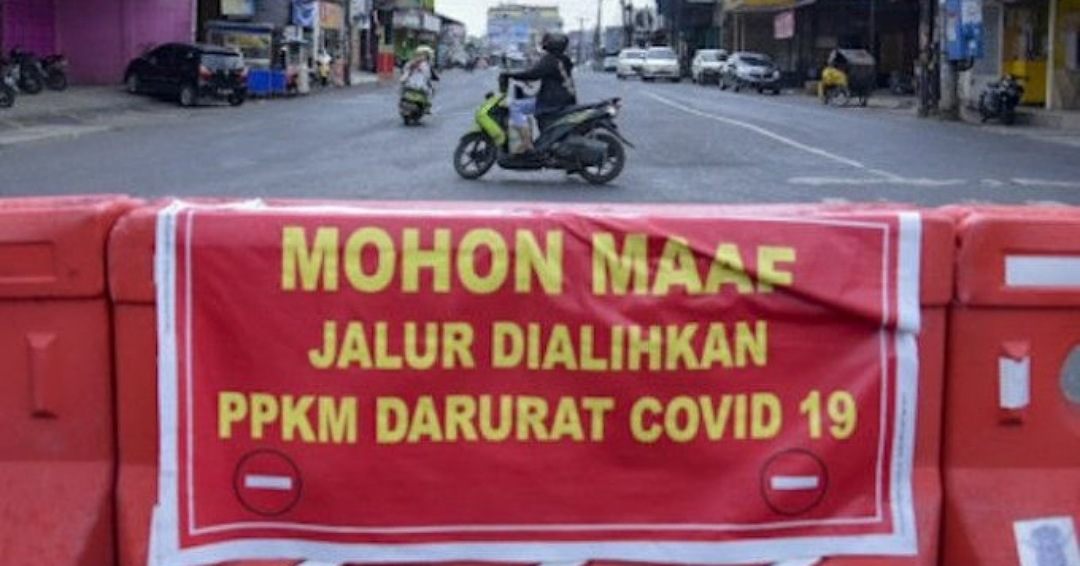 MOHON MAAF
JALUR DIALIHKAN
PPKM DARURAT COVID 19